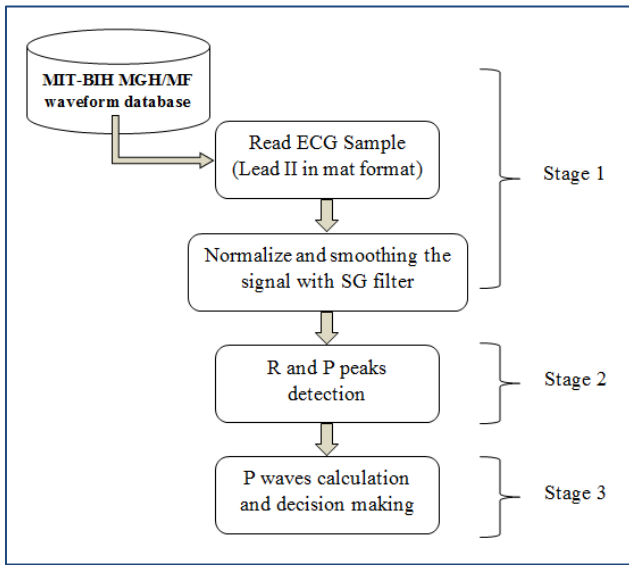 MIT-BIH MGH/MF
waveform database
Read ECG Sample
(Lead II in mat format)
Stage 1
Normalize and smoothing the
signal with SG filter
R and P peaks
detection
Stage 2
P waves calculation
and decision making
Stage 3